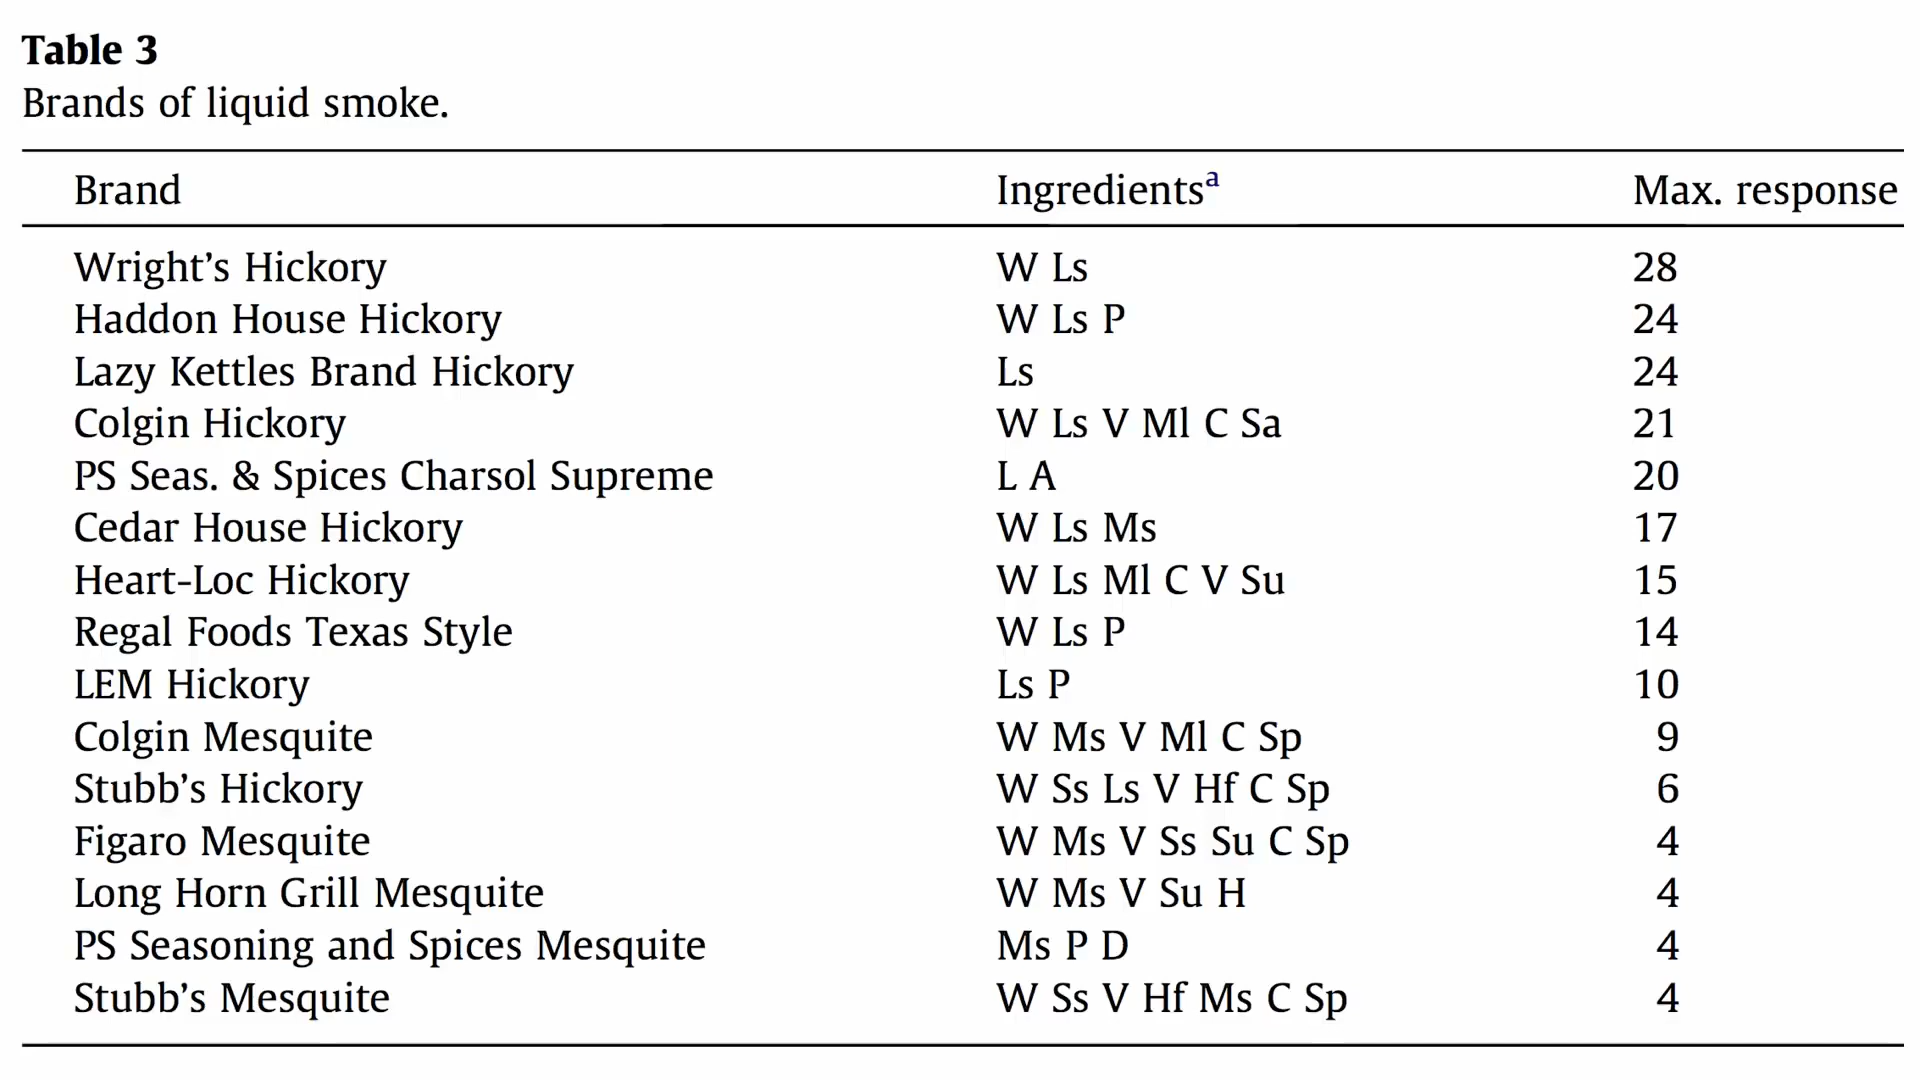 Table 3
Brands of liquid smoke.
Brand Ingredientsa Max. response
Wright’s Hickory W Ls 28
Haddon House Hickory W Ls P 24
Lazy Kettles Brand Hickory Ls 24
Colgin Hickory W Ls V Ml C Sa 21
PS Seas. & Spices Charsol Supreme L A 20
Cedar House Hickory W Ls Ms 17
Heart-Loc Hickory W Ls Ml C V Su 15
Regal Foods Texas Style W Ls P 14
LEM Hickory Ls P 10
Colgin Mesquite W Ms V Ml C Sp 9
Stubb’s Hickory W Ss Ls V Hf C Sp 6
Figaro Mesquite W Ms V Ss Su C Sp 4
Long Horn Grill Mesquite W Ms V Su H 4
PS Seasoning and Spices Mesquite Ms P D 4
Stubb’s Mesquite W Ss V Hf Ms C Sp 4